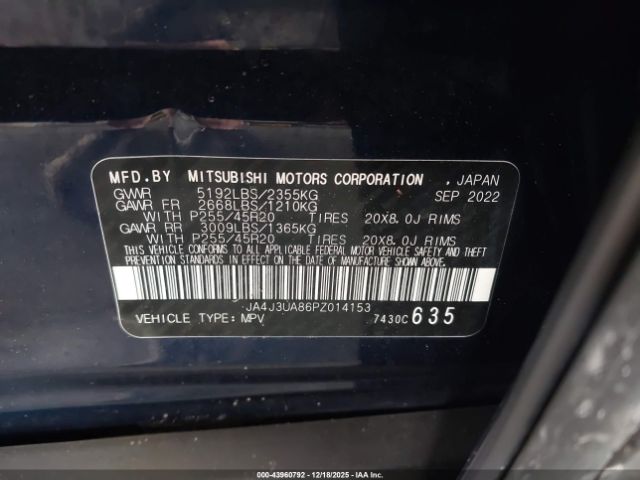 MFD.BY MITSUBISHI MOTORS CORPORATION , JAPAN
GVWR 5192LBS/2355KG SEP 2022
GAWR FR 2668LBS/1210KG
WITH P255/45R20 TIRES 20X8.0J RIMS
GAWR RR 3009LBS/1365KG
WITH P255/45R20 TIRES 20X8.0J RIMS
THIS VEHICLE CONFORMS TO ALL APPLICABLE FEDERAL MOTOR VEHICLE SAFETY, BUMPER AND THEFT
PREVENTION STANDARDS IN EFFECT ON THE DATE OF MANUFACTURE SHOWN ABOVE.
JA4J3UA86PZ014153
VEHICLE TYPE:MPV 7430C 635
IAA - 43960792 - 12/18/2025 - IAAI.com